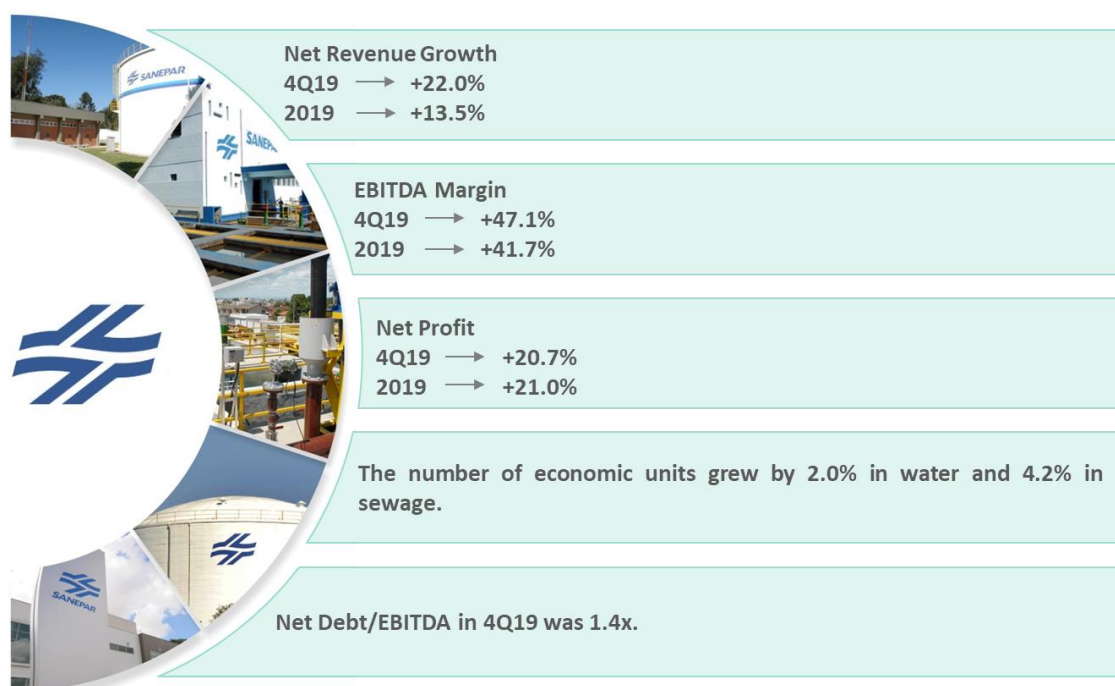 SANEPAR
SANEPA
Net Revenue Growth
4Q19 → +22.0%
2019 → +13.5%
EBITDA Margin
4Q19 → +47.1%
2019 → +41.7%
Net Profit
4Q19 → +20.7%
2019 → +21.0%
The number of economic units grew by 2.0% in water and 4.2% in
sewage.
SANEPAR
Net Debt/EBITDA in 4Q19 was 1.4x.